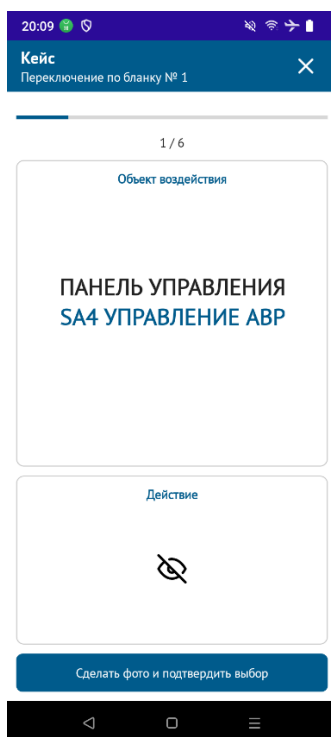 20:09
Кейс
Переключение по бланку № 1
1 / 6
Объект воздействия
ПАНЕЛЬ УПРАВЛЕНИЯ
SA4 УПРАВЛЕНИЕ АВР
Действие
Сделать фото и подтвердить выбор